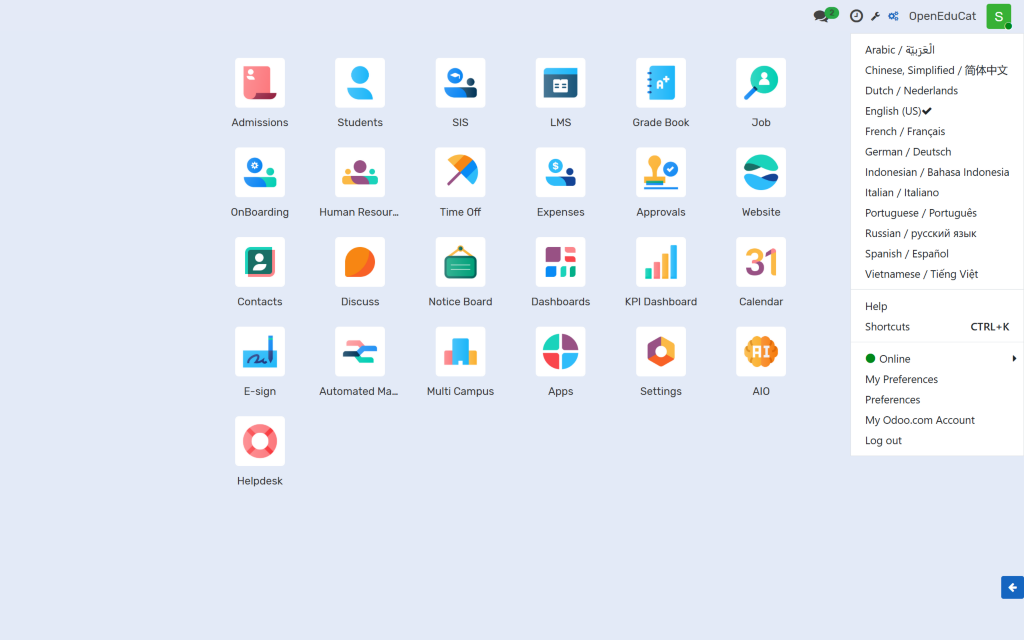 2
OpenEduCat
S
Admissions
Students
SIS
LMS
Grade Book
Job
OnBoarding
Human Resour...
Time Off
Expenses
Approvals
Website
Contacts
Discuss
Notice Board
Dashboards
KPI Dashboard
Calendar
E-sign
Automated Ma...
Multi Campus
Apps
Settings
AIO
Helpdesk
A+
$
31
AI
Arabic / الْعَرَبيّة
Chinese, Simplified / 简体中文
Dutch / Nederlands
English (US)✔
French / Français
German / Deutsch
Indonesian / Bahasa Indonesia
Italian / Italiano
Portuguese / Português
Russian / русский язык
Spanish / Español
Vietnamese / Tiếng Việt
Help
Shortcuts CTRL+K
Online
My Preferences
Preferences
My Odoo.com Account
Log out